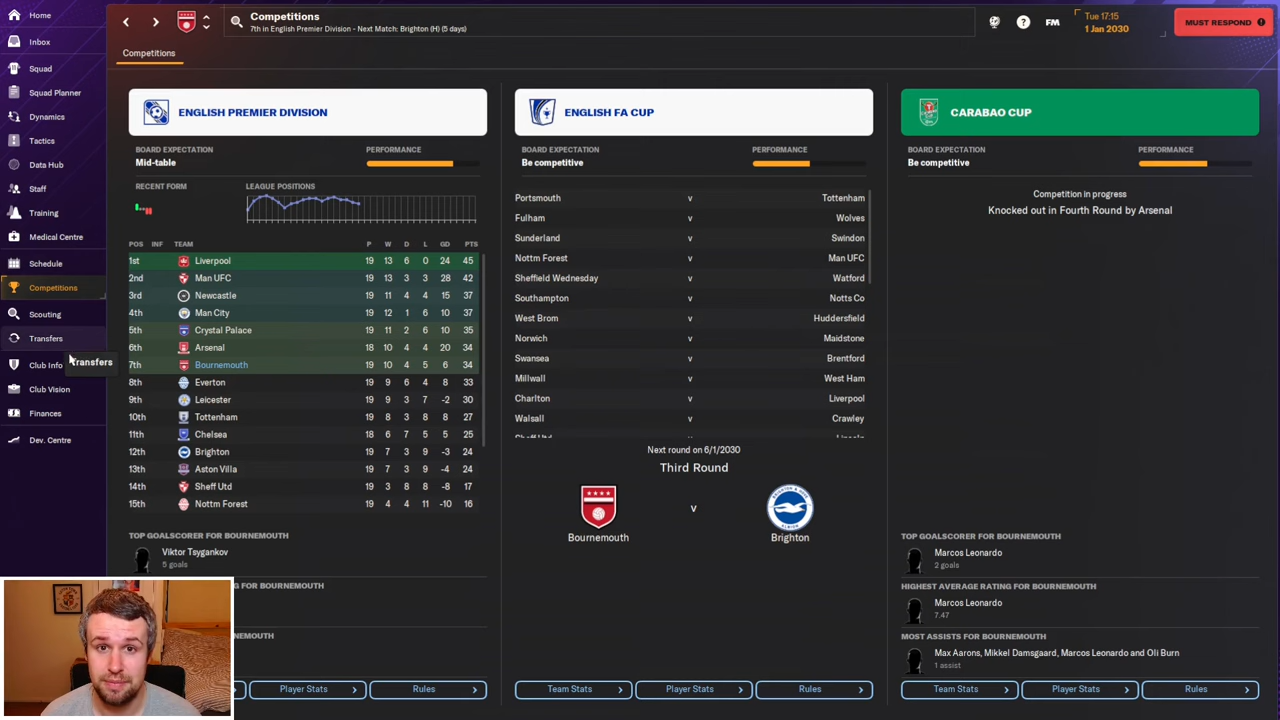 Home
Inbox
Squad
Squad Planner
Dynamics
Tactics
Data Hub
Staff
Training
Medical Centre
Schedule
Competitions
Scouting
Transfers
Transfers
Club Info
Club Vision
Finances
Dev. Centre
Competitions
7th in English Premier Division - Next Match: Brighton (H) (5 days)
?
FM
Tue 17:15
1 Jan 2030
MUST RESPOND
Competitions
ENGLISH PREMIER DIVISION
BOARD EXPECTATION PERFORMANCE
Mid-table
RECENT FORM LEAGUE POSITIONS
POS INF TEAM P W D L GD PTS
1st Liverpool 19 13 6 0 24 45
2nd Man UFC 19 13 3 3 28 42
3rd Newcastle 19 11 4 4 15 37
4th Man City 19 12 1 6 10 37
5th Crystal Palace 19 11 2 6 10 35
6th Arsenal 18 10 4 4 20 34
7th Bournemouth 19 10 4 5 6 34
8th Everton 19 9 6 4 8 33
9th Leicester 19 9 3 7 -2 30
10th Tottenham 19 8 3 8 8 27
11th Chelsea 18 6 7 5 5 25
12th Brighton 19 7 3 9 -3 24
13th Aston Villa 19 7 3 9 -4 24
14th Sheff Utd 19 3 8 8 -8 17
15th Nottm Forest 19 4 4 11 -10 16
TOP GOALSCORER FOR BOURNEMOUTH
Viktor Tsygankov
5 goals
NG FOR BOURNEMOUTH
NEMOUTH
Player Stats
Rules
ENGLISH FA CUP
BOARD EXPECTATION PERFORMANCE
Be competitive
Portsmouth v Tottenham
Fulham v Wolves
Sunderland v Swindon
Nottm Forest v Man UFC
Sheffield Wednesday v Watford
Southampton v Notts Co
West Brom v Huddersfield
Norwich v Maidstone
Swansea v Brentford
Millwall v West Ham
Charlton v Liverpool
Walsall v Crawley
Sheff Utd v Lincoln
Next round on 6/1/2030
Third Round
v
Bournemouth Brighton
Team Stats
Player Stats
Rules
CARABAO CUP
BOARD EXPECTATION PERFORMANCE
Be competitive
Competition in progress
Knocked out in Fourth Round by Arsenal
TOP GOALSCORER FOR BOURNEMOUTH
Marcos Leonardo
2 goals
HIGHEST AVERAGE RATING FOR BOURNEMOUTH
Marcos Leonardo
7.47
MOST ASSISTS FOR BOURNEMOUTH
Max Aarons, Mikkel Damsgaard, Marcos Leonardo and Oli Burn
1 assist
Team Stats
Player Stats
Rules